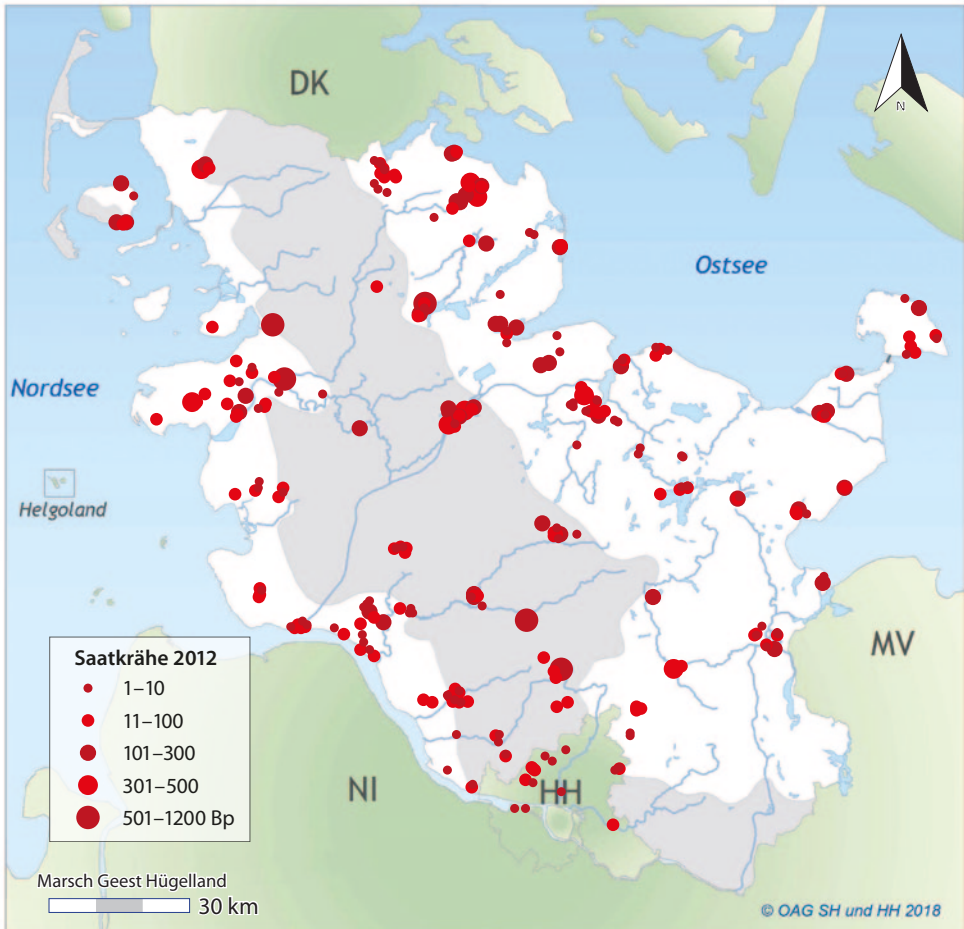 DK
N
Ostsee
Nordsee
Helgoland
MV
Saatkrähe 2012
1–10
11–100
101–300
301–500
501–1200 Bp
NI
HH
Marsch Geest Hügelland
30 km
© OAG SH und HH 2018